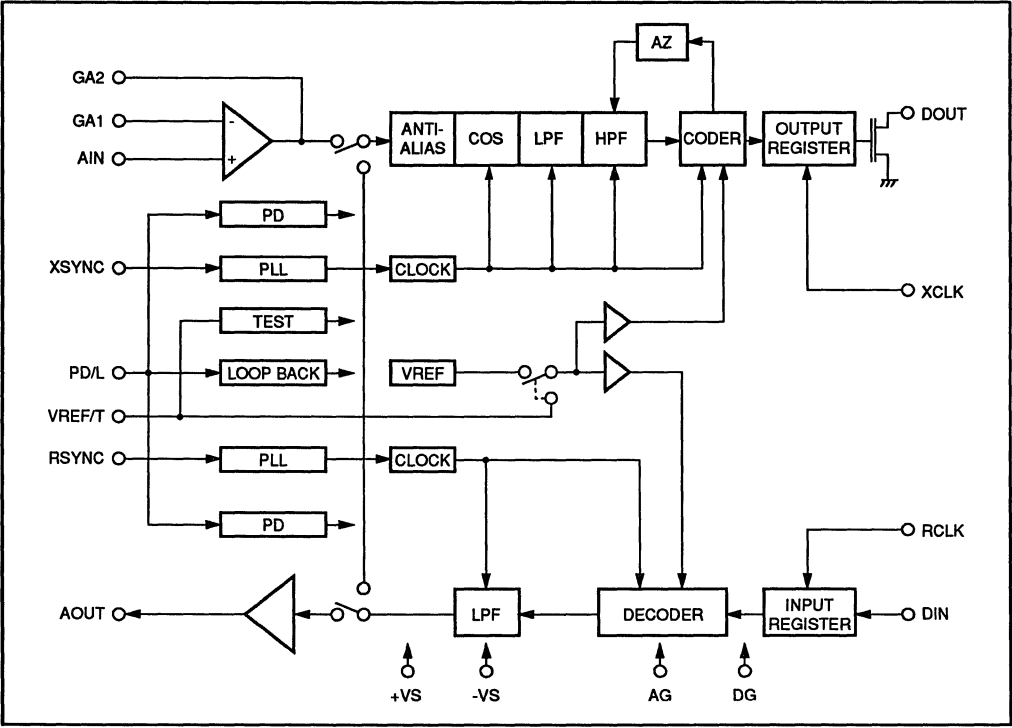 AZ
GA2
GA1
AIN
-
+
ANTI-
ALIAS
COS
LPF
HPF
CODER
OUTPUT
REGISTER
DOUT
PD
XSYNC
PLL
CLOCK
XCLK
TEST
PD/L
LOOP BACK
VREF
VREF/T
RSYNC
PLL
CLOCK
PD
RCLK
AOUT
LPF
DECODER
INPUT
REGISTER
DIN
+VS
-VS
AG
DG